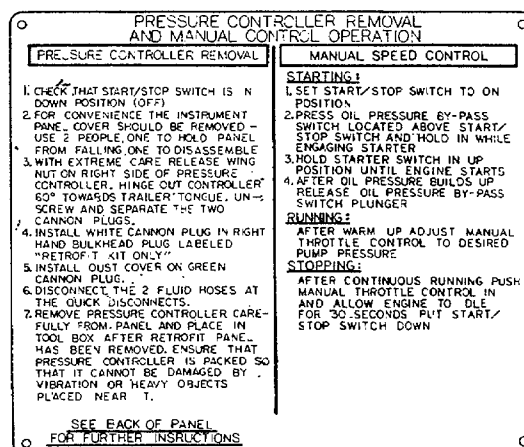 PRESSURE CONTROLLER REMOVAL
AND MANUAL CONTROL OPERATION
PRESSURE CONTROLLER REMOVAL
1. CHECK THAT START/STOP SWITCH IS IN
DOWN POSITION (OFF)
2. FOR CONVENIENCE THE INSTRUMENT
PANEL COVER SHOULD BE REMOVED -
USE 2 PEOPLE, ONE TO HOLD PANEL
FROM FALLING, ONE TO DISASSEMBLE
3. WITH EXTREME CARE RELEASE WING
NUT ON RIGHT SIDE OF PRESSURE
CONTROLLER. HINGE OUT CONTROLLER
60° TOWARDS TRAILER TONGUE. UN-
SCREW AND SEPARATE THE TWO
CANNON PLUGS.
4. INSTALL WHITE CANNON PLUG IN RIGHT
HAND BULKHEAD PLUG LABELED
"RETROFIT KIT ONLY"
5. INSTALL DUST COVER ON GREEN
CANNON PLUG.
6. DISCONNECT THE 2 FLUID HOSES AT
THE QUICK DISCONNECTS.
7. REMOVE PRESSURE CONTROLLER CARE-
FULLY FROM PANEL AND PLACE IN
TOOL BOX AFTER RETROFIT PANEL
HAS BEEN REMOVED. ENSURE THAT
PRESSURE CONTROLLER IS PACKED SO
THAT IT CANNOT BE DAMAGED BY
VIBRATION OR HEAVY OBJECTS
PLACED NEAR IT.
SEE BACK OF PANEL
FOR FURTHER INSRUCTIONS
MANUAL SPEED CONTROL
STARTING:
1. SET START/STOP SWITCH TO ON
POSITION
2. PRESS OIL PRESSURE BY-PASS
SWITCH LOCATED ABOVE START/
STOP SWITCH AND HOLD IN WHILE
ENGAGING STARTER
3. HOLD STARTER SWITCH IN UP
POSITION UNTIL ENGINE STARTS
4. AFTER OIL PRESSURE BUILDS UP
RELEASE OIL PRESSURE BY-PASS
SWITCH PLUNGER
RUNNING:
AFTER WARM UP ADJUST MANUAL
THROTTLE CONTROL TO DESIRED
PUMP PRESSURE
STOPPING:
AFTER CONTINUOUS RUNNING PUSH
MANUAL THROTTLE CONTROL IN
AND ALLOW ENGINE TO IDLE
FOR 30 SECONDS PUT START/
STOP SWITCH DOWN